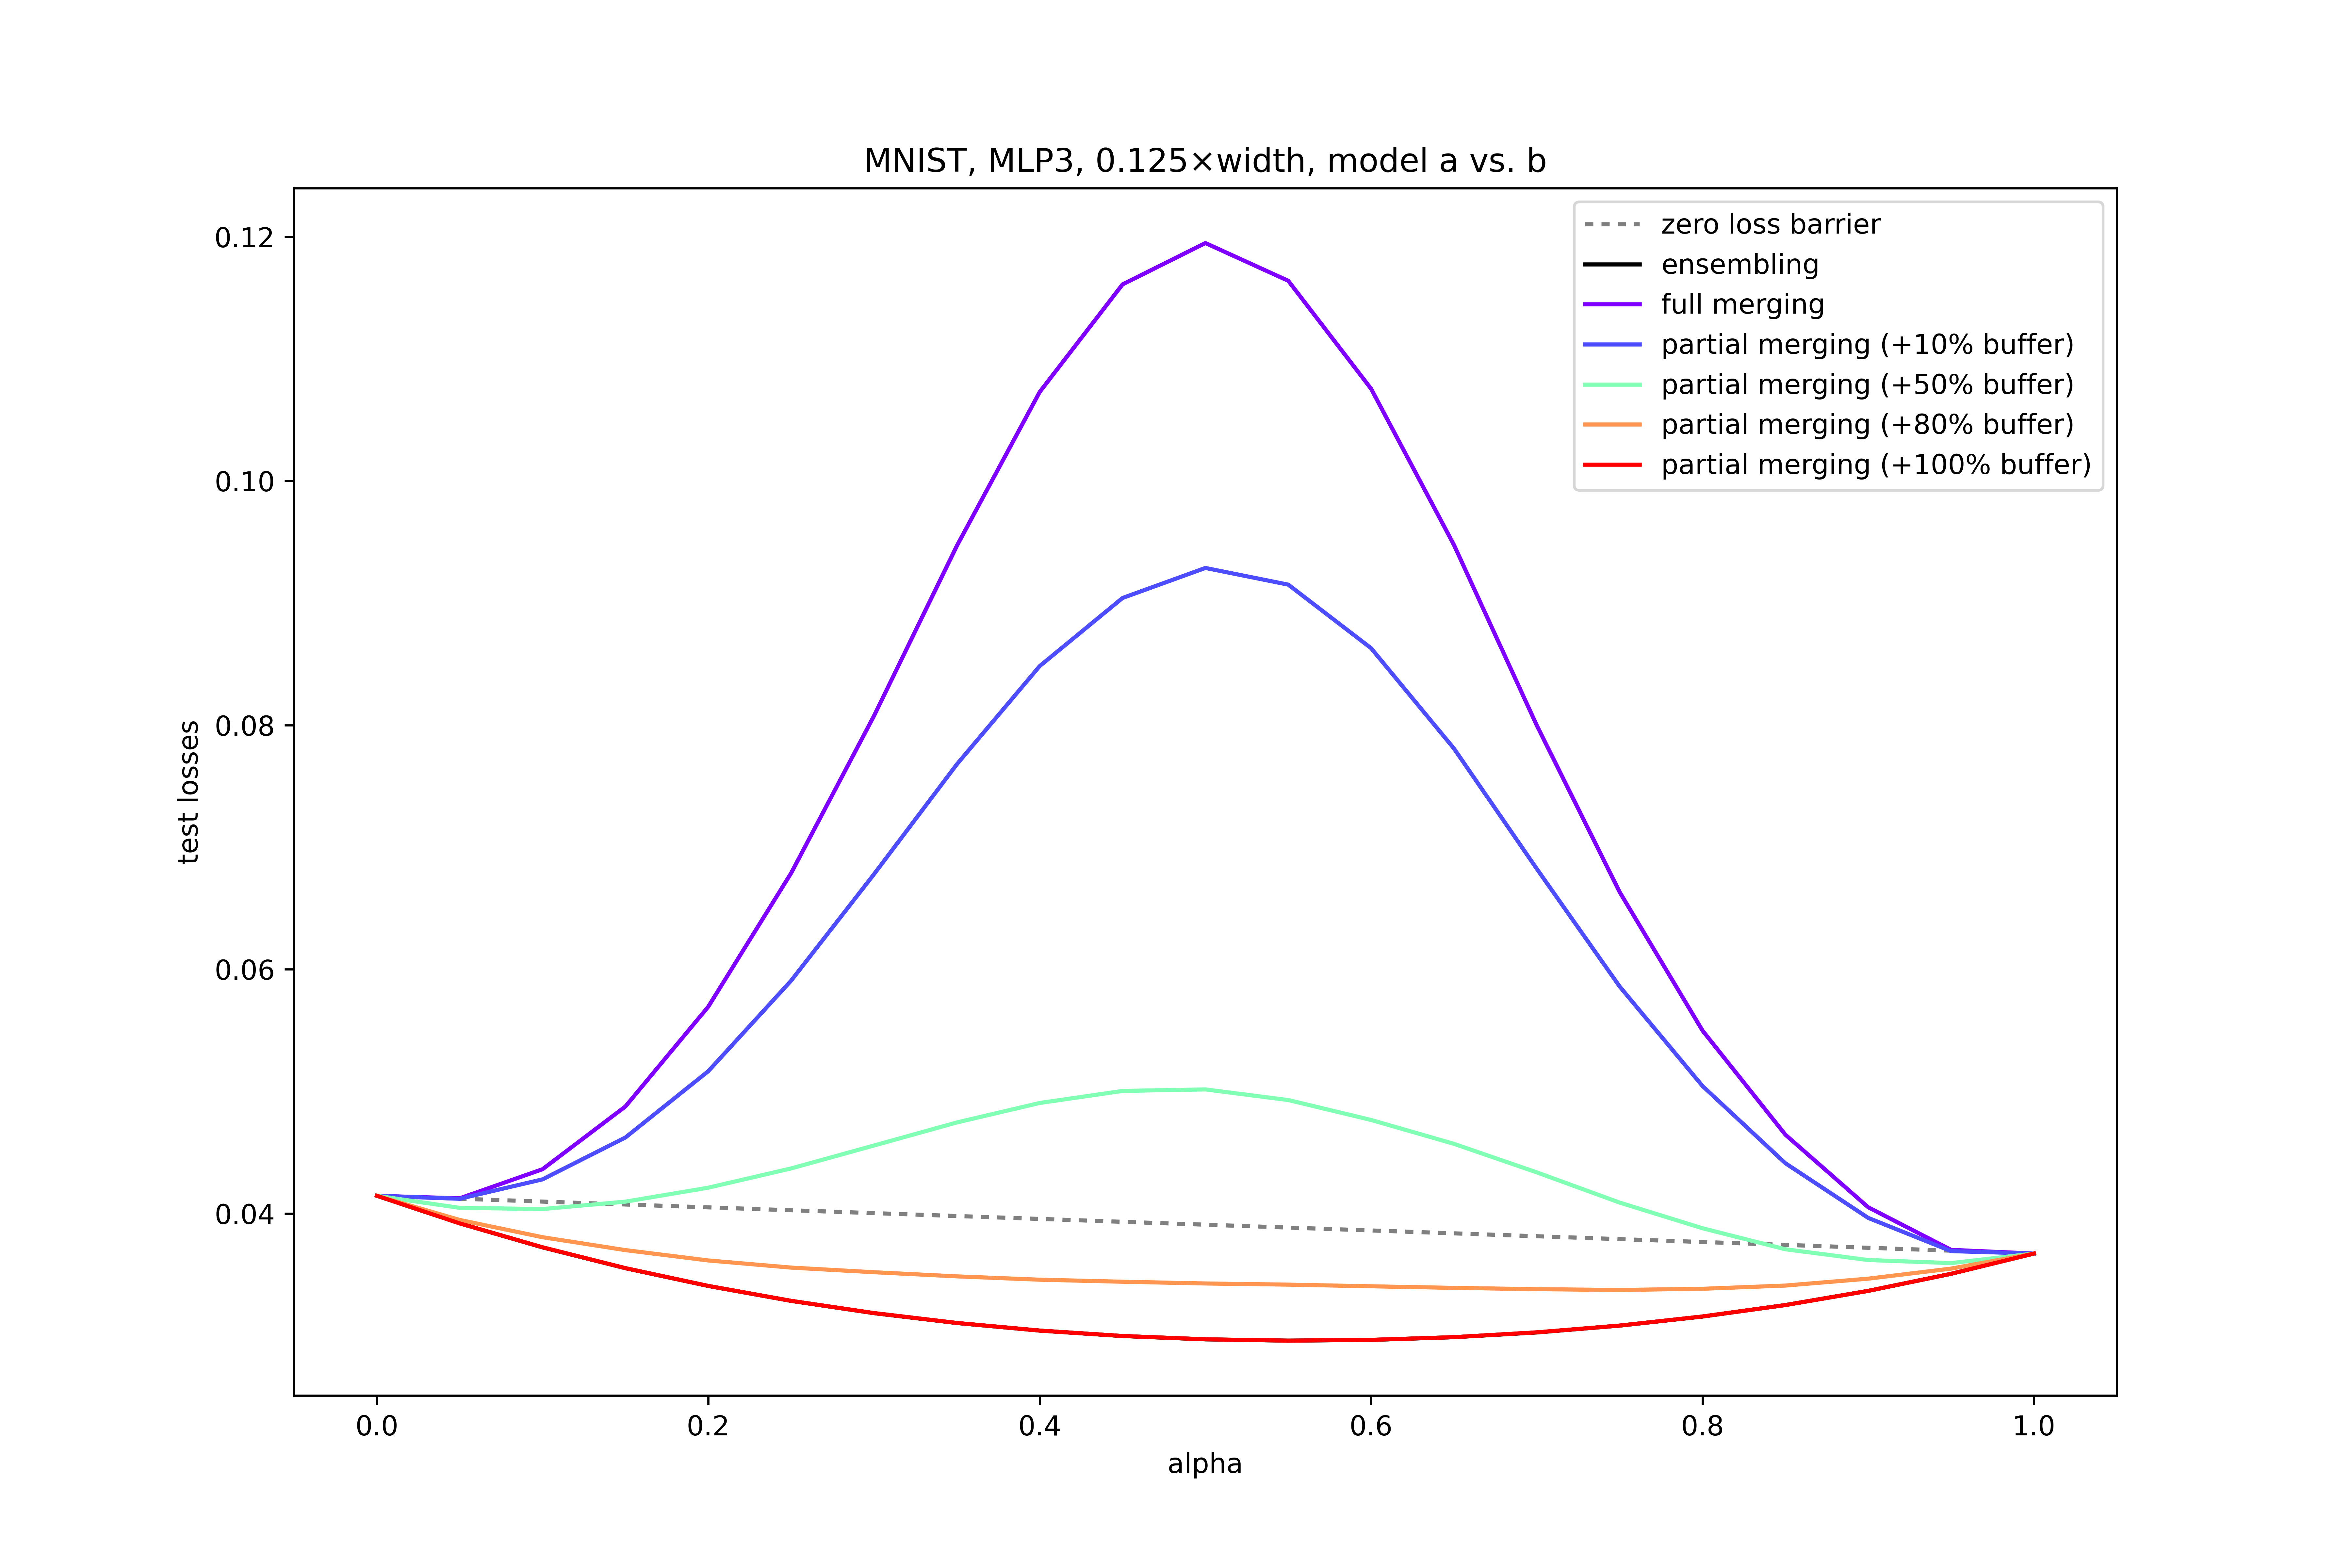 MNIST, MLP3, 0.125×width, model a vs. b
zero loss barrier
ensembling
full merging
partial merging (+10% buffer)
partial merging (+50% buffer)
partial merging (+80% buffer)
partial merging (+100% buffer)
0.12
0.10
0.08
0.06
0.04
test losses
0.0 0.2 0.4 0.6 0.8 1.0
alpha